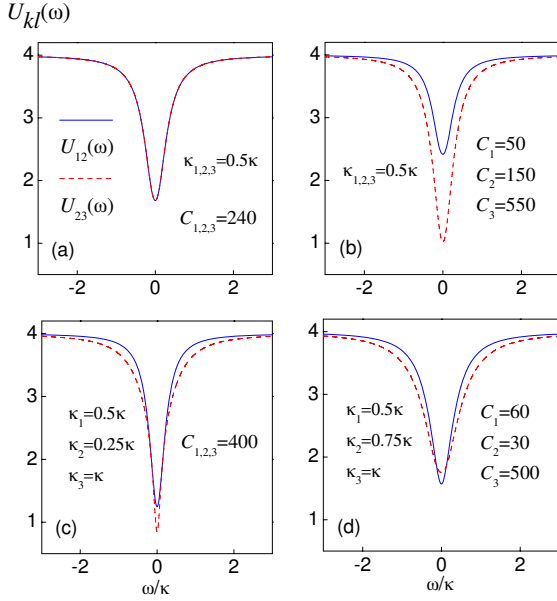 U_kl(ω)
4
3
2
1
U_12(ω)
U_23(ω)
κ_1,2,3=0.5κ
C_1,2,3=240
(a)
-2 0 2
4
3
2
1
κ_1,2,3=0.5κ
C_1=50
C_2=150
C_3=550
(b)
-2 0 2
4
3
2
1
κ_1=0.5κ
κ_2=0.25κ
κ_3=κ
C_1,2,3=400
(c)
-2 0 2
ω/κ
4
3
2
1
κ_1=0.5κ
κ_2=0.75κ
κ_3=κ
C_1=60
C_2=30
C_3=500
(d)
-2 0 2
ω/κ